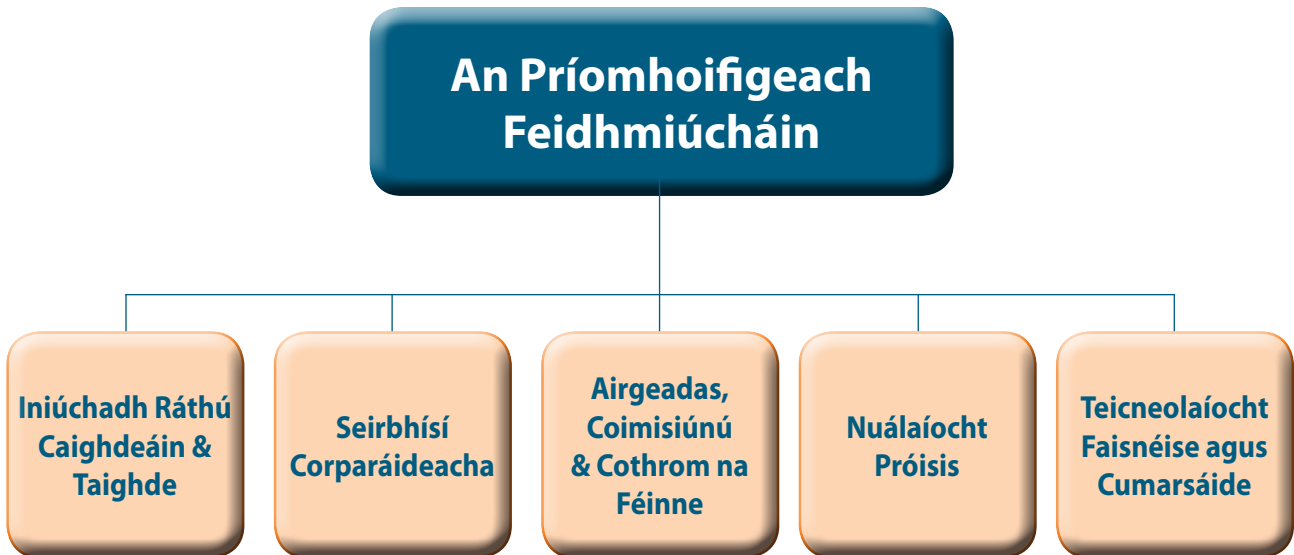 An Príomhoifigeach
Feidhmiúcháin
Iniúchadh Ráthú
Caighdeáin &
Taighde
Seirbhísí
Corparáideacha
Airgeadas,
Coimisiúnú
& Cothrom na
Féinne
Nuálaíocht
Próisis
Teicneolaíocht
Faisnéise agus
Cumarsáide